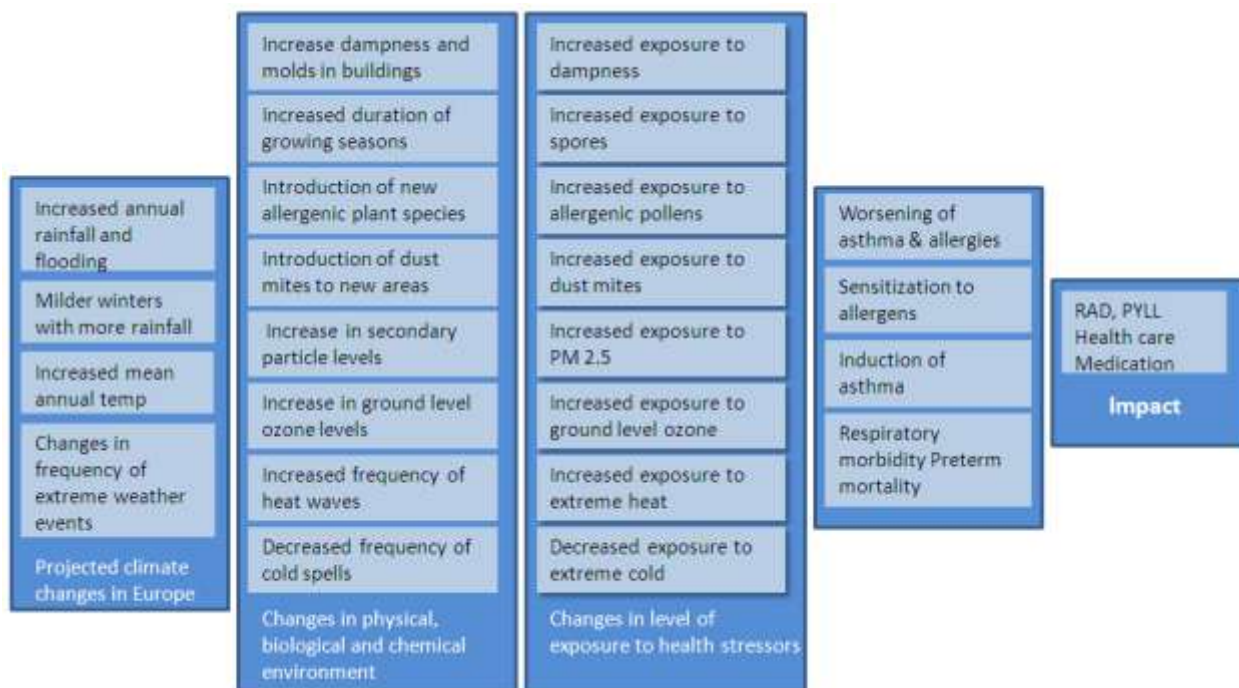 Increased annual
rainfall and
flooding
Milder winters
with more rainfall
Increased mean
annual temp
Changes in
frequency of
extreme weather
events
Projected climate
changes in Europe
Increase dampness and
molds in buildings
Increased duration of
growing seasons
Introduction of new
allergenic plant species
Introduction of dust
mites to new areas
Increase in secondary
particle levels
Increase in ground level
ozone levels
Increased frequency of
heat waves
Decreased frequency of
cold spells
Changes in physical,
biological and chemical
environment
Increased exposure to
dampness
Increased exposure to
spores
Increased exposure to
allergenic pollens
Increased exposure to
dust mites
Increased exposure to
PM 2.5
Increased exposure to
ground level ozone
Increased exposure to
extreme heat
Decreased exposure to
extreme cold
Changes in level of
exposure to health stressors
Worsening of
asthma & allergies
Sensitization to
allergens
Induction of
asthma
Respiratory
morbidity Preterm
mortality
RAD, PYLL
Health care
Medication
Impact